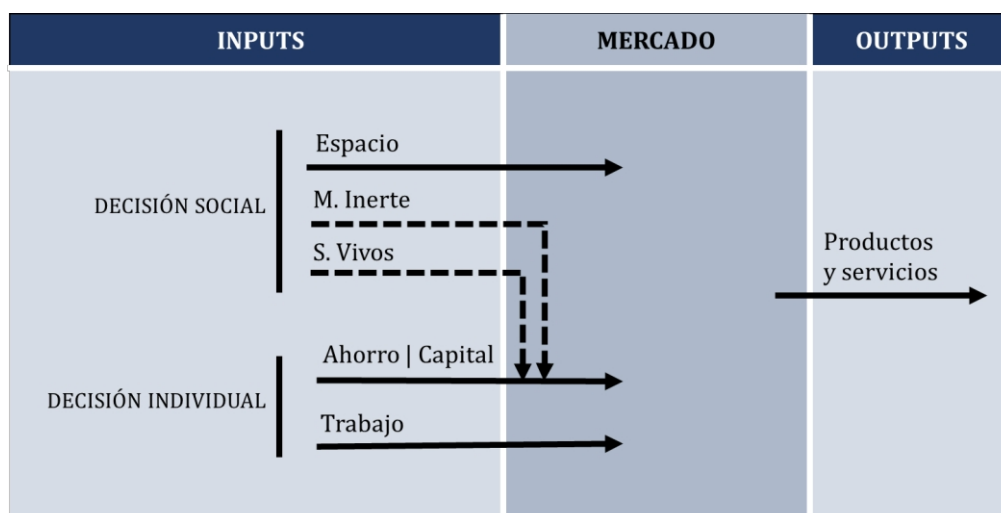 INPUTS
MERCADO
OUTPUTS
Espacio
DECISIÓN SOCIAL
M. Inerte
S. Vivos
Productos
y servicios
Ahorro | Capital
DECISIÓN INDIVIDUAL
Trabajo